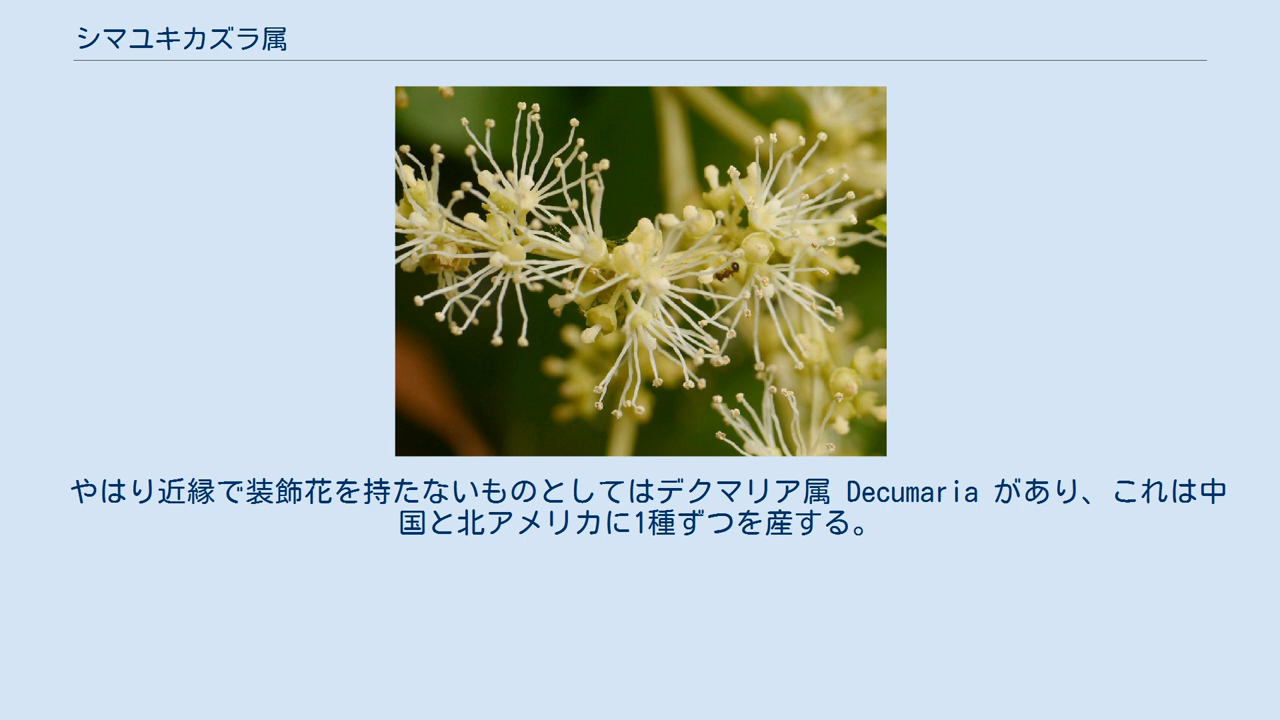 シマユキカズラ属
やはり近縁で装飾花を持たないものとしてはデクマリア属 Decumaria があり、これは中
国と北アメリカに1種ずつを産する。